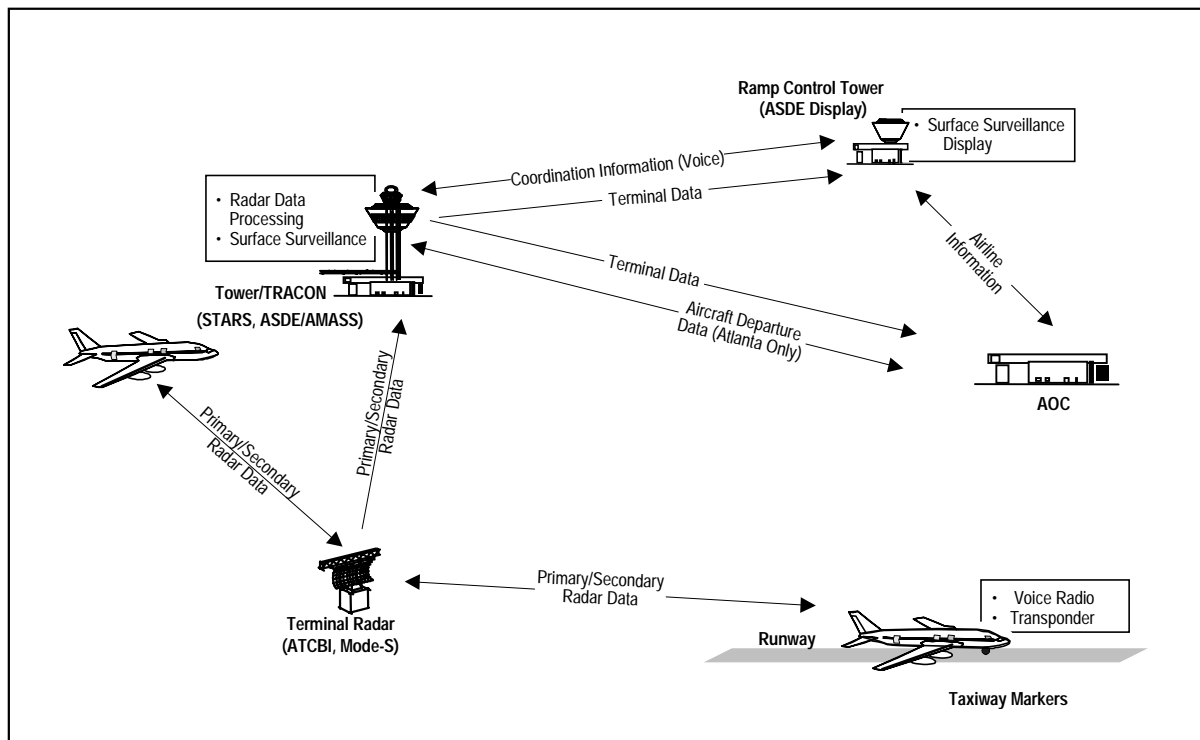 Ramp Control Tower
(ASDE Display)
• Surface Surveillance
Display
Coordination Information (Voice)
Terminal Data
• Radar Data
Processing
• Surface Surveillance
Tower/TRACON
(STARS, ASDE/AMASS)
Terminal Data
Aircraft Departure
Data (Atlanta Only)
Airline
Information
AOC
Primary/Secondary
Radar Data
Primary/Secondary
Radar Data
Terminal Radar
(ATCBI, Mode-S)
Primary/Secondary
Radar Data
• Voice Radio
• Transponder
Runway
Taxiway Markers